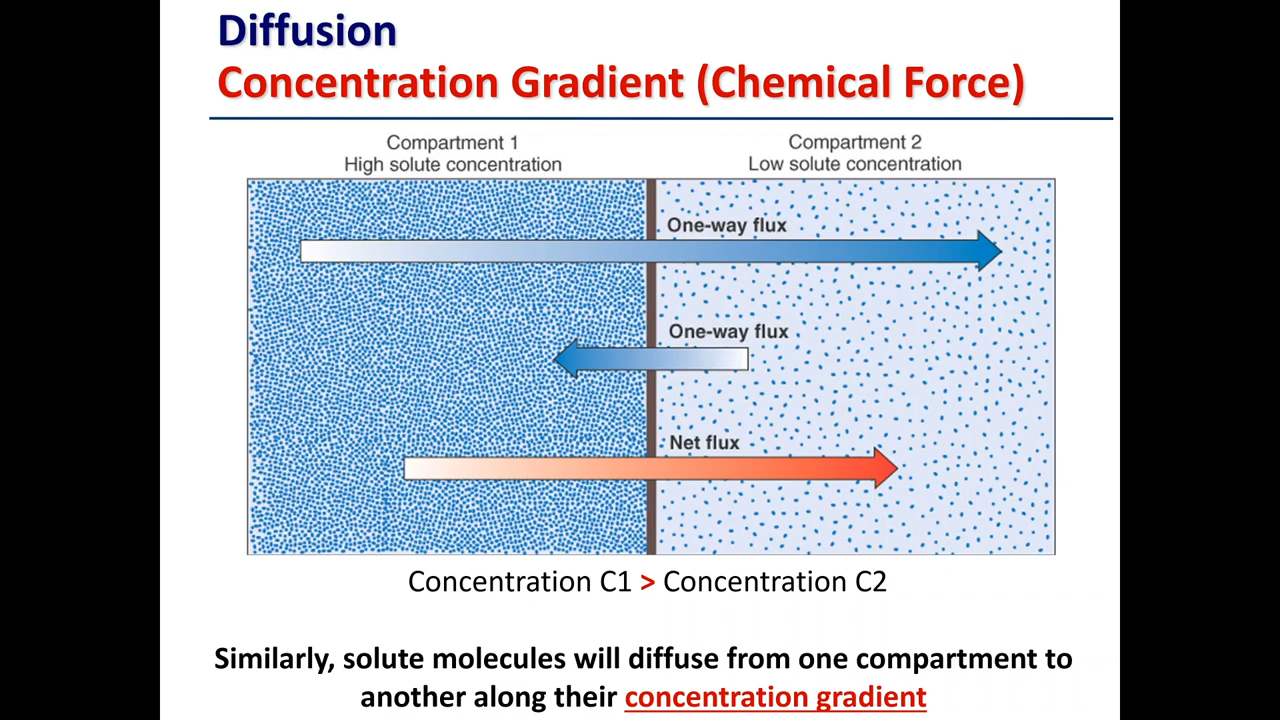 Diffusion
Concentration Gradient (Chemical Force)
Compartment 1
High solute concentration
Compartment 2
Low solute concentration
One-way flux
One-way flux
Net flux
Concentration C1 > Concentration C2
Similarly, solute molecules will diffuse from one compartment to
another along their concentration gradient